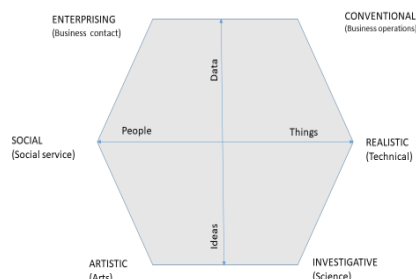 ENTERPRISING
(Business contact)
CONVENTIONAL
(Business operations)
Data
People
Things
SOCIAL
(Social service)
REALISTIC
(Technical)
Ideas
ARTISTIC
(Arts)
INVESTIGATIVE
(Science)